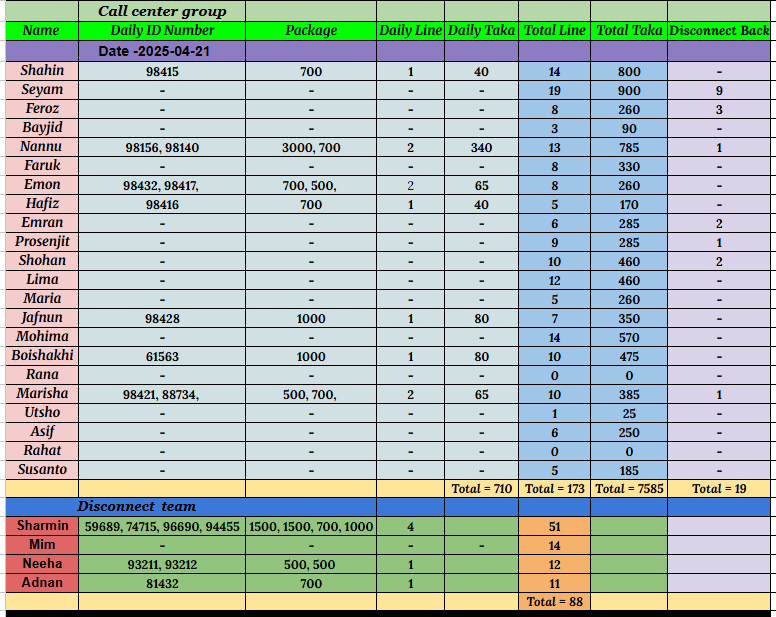 Call center group
Name Daily ID Number Package Daily Line Daily Taka Total Line Total Taka Disconnect Back
Date -2025-04-21
Shahin 98415 700 1 40 14 800 -
Seyam - - - - 19 900 9
Feroz - - - - 8 260 3
Bayjid - - - - 3 90 -
Nannu 98156, 98140 3000, 700 2 340 13 785 1
Faruk - - - - 8 330 -
Emon 98432, 98417, 700, 500, 2 65 8 260 -
Hafiz 98416 700 1 40 5 170 -
Emran - - - - 6 285 2
Prosenjit - - - - 9 285 1
Shohan - - - - 10 460 2
Lima - - - - 12 460 -
Maria - - - - 5 260 -
Jafnun 98428 1000 1 80 7 350 -
Mohima - - - - 14 570 -
Boishakhi 61563 1000 1 80 10 475 -
Rana - - - - 0 0 -
Marisha 98421, 88734, 500, 700, 2 65 10 385 1
Utsho - - - - 1 25 -
Asif - - - - 6 250 -
Rahat - - - - 0 0 -
Susanto - - - - 5 185 -
Total = 710 Total = 173 Total = 7585 Total = 19
Disconnect team
Sharmin 59689, 74715, 96690, 94455 1500, 1500, 700, 1000 4 51
Mim - - - - 14
Neeha 93211, 93212 500, 500 1 12
Adnan 81432 700 1 11
Total = 88